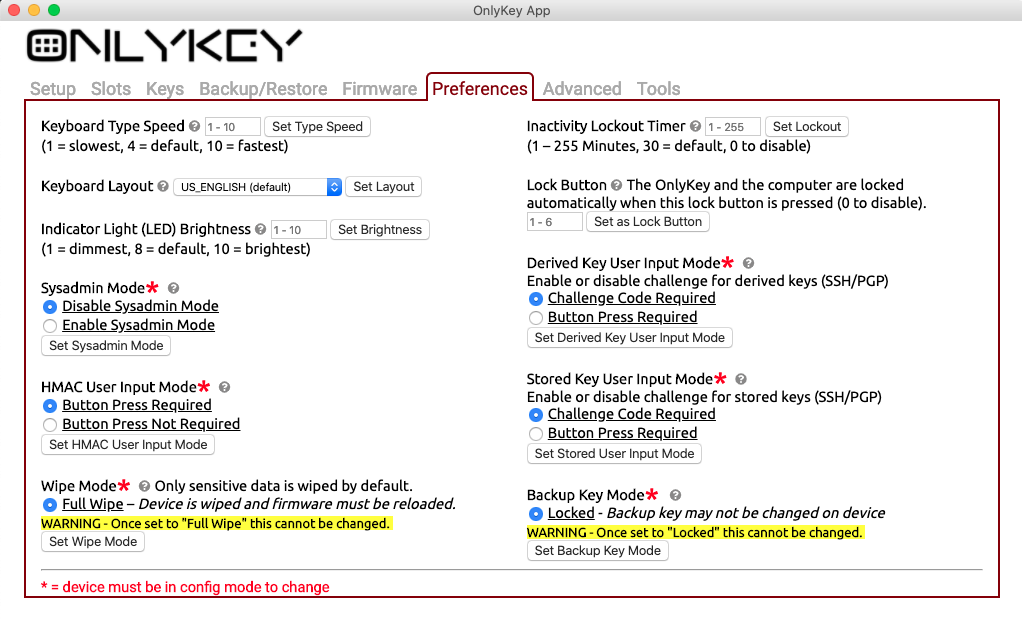 OnlyKey App
ONLYKEY
Setup Slots Keys Backup/Restore Firmware Preferences Advanced Tools
Keyboard Type Speed ? 1 - 10 Set Type Speed
(1 = slowest, 4 = default, 10 = fastest)
Keyboard Layout ? US_ENGLISH (default) Set Layout
Indicator Light (LED) Brightness ? 1 - 10 Set Brightness
(1 = dimmest, 8 = default, 10 = brightest)
Sysadmin Mode* ?
Disable Sysadmin Mode
Enable Sysadmin Mode
Set Sysadmin Mode
HMAC User Input Mode* ?
Button Press Required
Button Press Not Required
Set HMAC User Input Mode
Wipe Mode* ? Only sensitive data is wiped by default.
Full Wipe – Device is wiped and firmware must be reloaded.
WARNING - Once set to "Full Wipe" this cannot be changed.
Set Wipe Mode
Inactivity Lockout Timer ? 1 - 255 Set Lockout
(1 – 255 Minutes, 30 = default, 0 to disable)
Lock Button ? The OnlyKey and the computer are locked
automatically when this lock button is pressed (0 to disable).
1 - 6 Set as Lock Button
Derived Key User Input Mode* ?
Enable or disable challenge for derived keys (SSH/PGP)
Challenge Code Required
Button Press Required
Set Derived Key User Input Mode
Stored Key User Input Mode* ?
Enable or disable challenge for stored keys (SSH/PGP)
Challenge Code Required
Button Press Required
Set Stored User Input Mode
Backup Key Mode* ?
Locked - Backup key may not be changed on device
WARNING - Once set to "Locked" this cannot be changed.
Set Backup Key Mode
* = device must be in config mode to change